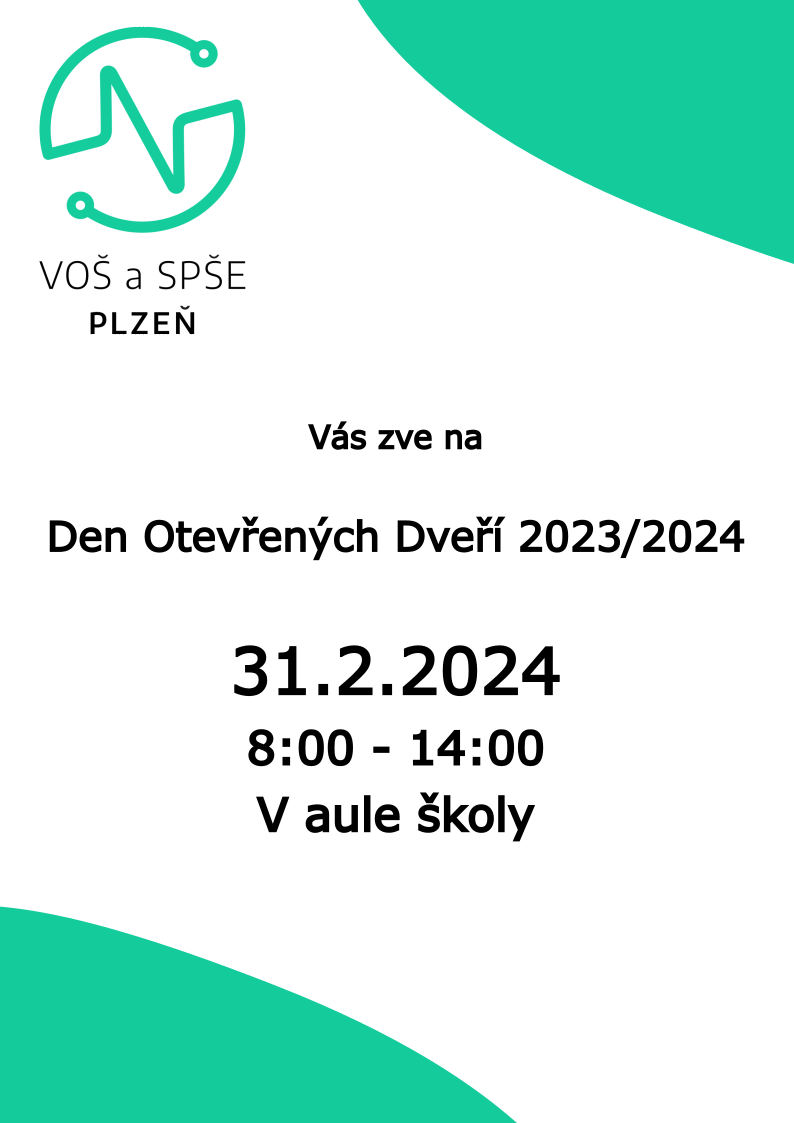 VOŠ a SPŠE
PLZEŇ
Vás zve na
Den Otevřených Dveří 2023/2024
31.2.2024
8:00 - 14:00
V aule školy